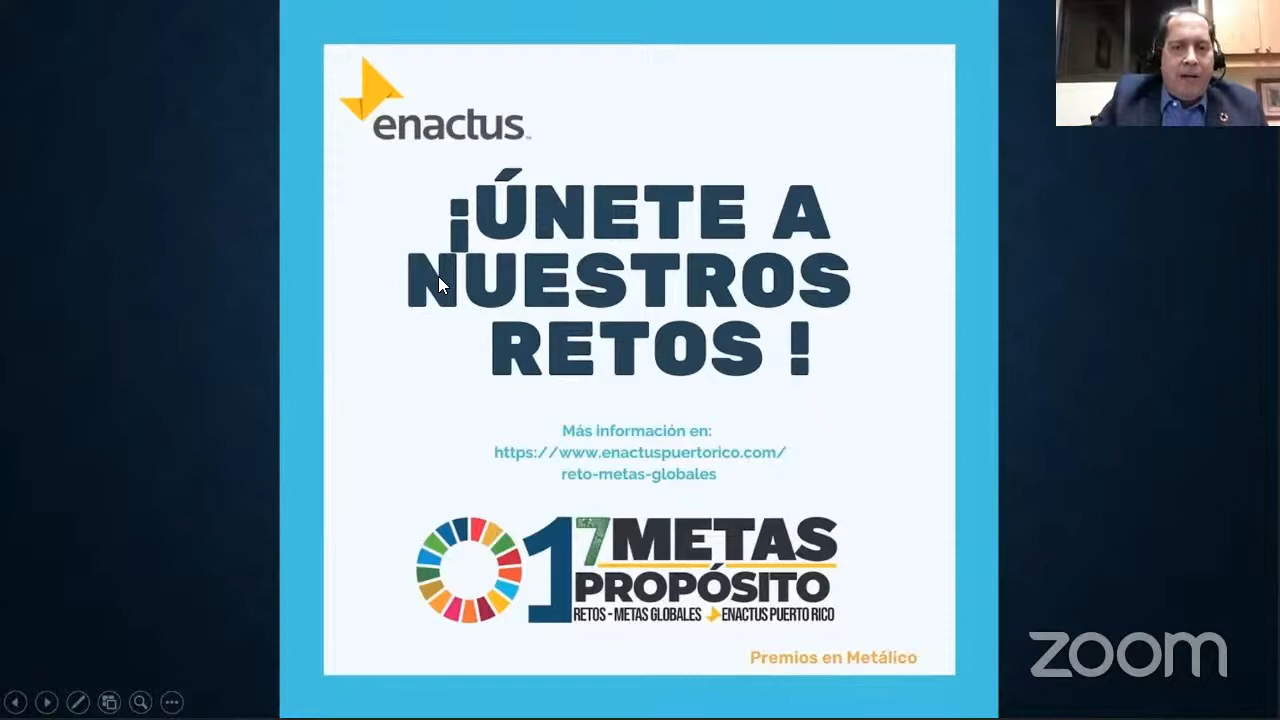 enactus
¡ÚNETE A
NUESTROS
RETOS !
Más información en:
https://www.enactuspuertorico.com/
reto-metas-globales
17 METAS
1 PROPÓSITO
RETOS - METAS GLOBALES ENACTUS PUERTO RICO
Premios en Metálico
zoom